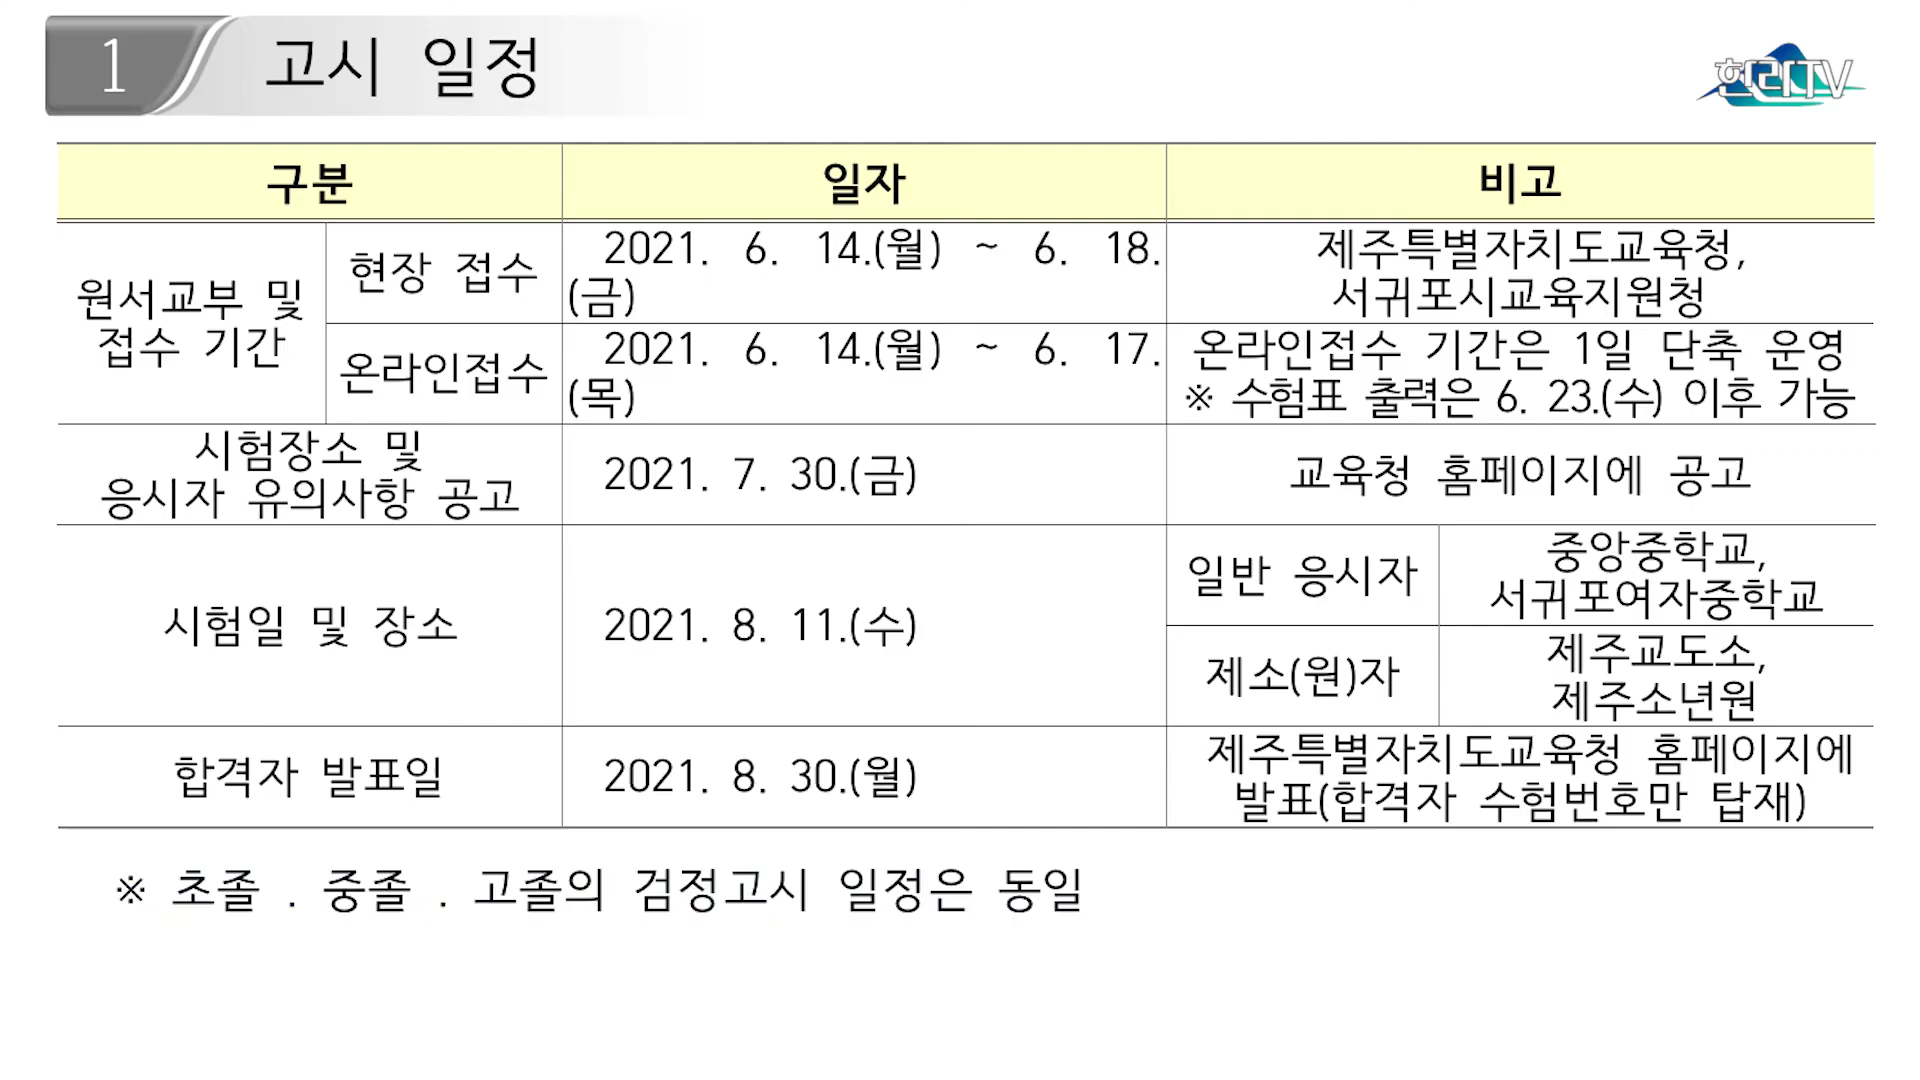 1 고시 일정
한라TV
구분 일자 비고
원서교부 및
접수 기간
현장 접수
2021. 6. 14.(월) ~ 6. 18.
(금)
제주특별자치도교육청,
서귀포시교육지원청
온라인접수
2021. 6. 14.(월) ~ 6. 17.
(목)
온라인접수 기간은 1일 단축 운영
※ 수험표 출력은 6. 23.(수) 이후 가능
시험장소 및
응시자 유의사항 공고
2021. 7. 30.(금)
교육청 홈페이지에 공고
시험일 및 장소
2021. 8. 11.(수)
일반 응시자
중앙중학교,
서귀포여자중학교
제소(원)자
제주교도소,
제주소년원
합격자 발표일
2021. 8. 30.(월)
제주특별자치도교육청 홈페이지에
발표(합격자 수험번호만 탑재)
※ 초졸 . 중졸 . 고졸의 검정고시 일정은 동일